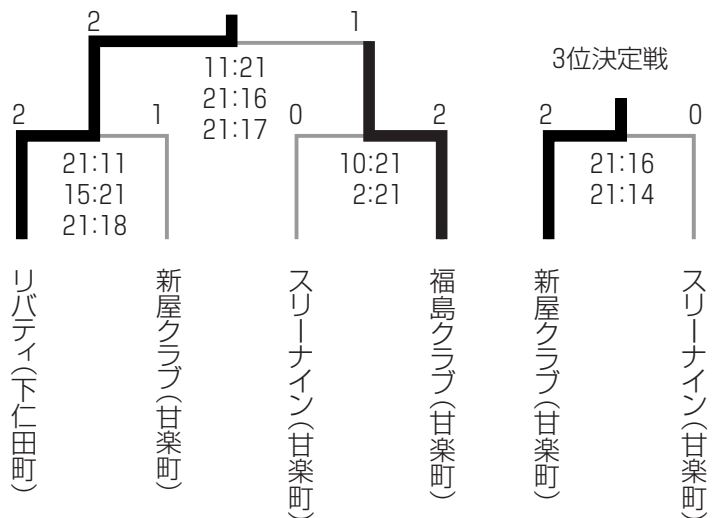 2
1
11:21
21:16
21:17
3位決定戦
2
1
21:11
15:21
21:18
0
2
10:21
2:21
2
0
21:16
21:14
リバティ(下仁田町)
新屋クラブ(甘楽町)
スリーナイン(甘楽町)
福島クラブ(甘楽町)
新屋クラブ(甘楽町)
スリーナイン(甘楽町)